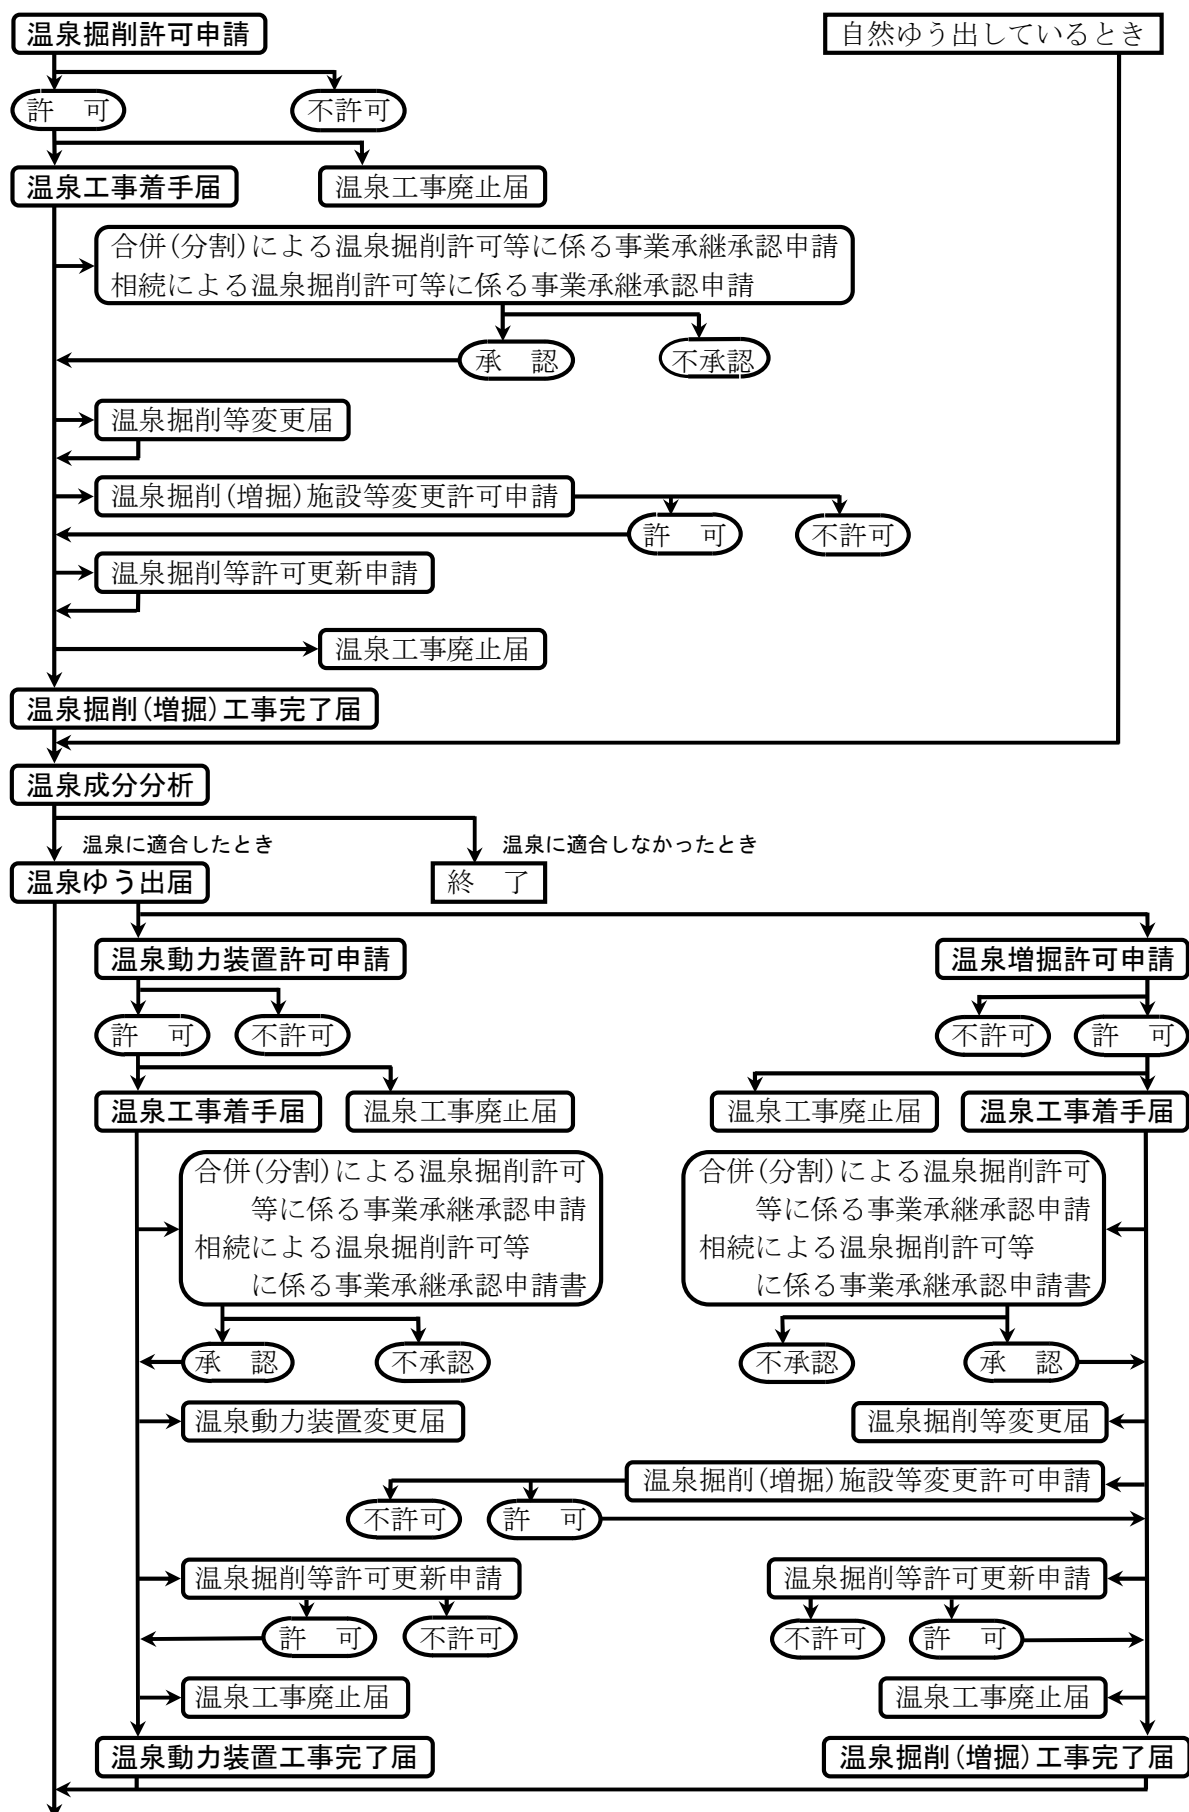 温泉掘削許可申請
自然ゆう出しているとき
許　可
不許可
温泉工事着手届
温泉工事廃止届
合併(分割)による温泉掘削許可等に係る事業承継承認申請
相続による温泉掘削許可等に係る事業承継承認申請
承　認
不承認
温泉掘削等変更届
温泉掘削(増掘)施設等変更許可申請
許　可
不許可
温泉掘削等許可更新申請
温泉工事廃止届
温泉掘削(増掘)工事完了届
温泉成分分析
温泉に適合したとき
温泉に適合しなかったとき
温泉ゆう出届
終　了
温泉動力装置許可申請
温泉増掘許可申請
許　可
不許可
不許可
許　可
温泉工事着手届
温泉工事廃止届
温泉工事廃止届
温泉工事着手届
合併(分割)による温泉掘削許可
等に係る事業承継承認申請
相続による温泉掘削許可等
に係る事業承継承認申請書
合併(分割)による温泉掘削許可
等に係る事業承継承認申請
相続による温泉掘削許可等
に係る事業承継承認申請書
承　認
不承認
不承認
承　認
温泉動力装置変更届
温泉掘削等変更届
温泉掘削(増掘)施設等変更許可申請
不許可
許　可
温泉掘削等許可更新申請
温泉掘削等許可更新申請
許　可
不許可
不許可
許　可
温泉工事廃止届
温泉工事廃止届
温泉動力装置工事完了届
温泉掘削(増掘)工事完了届